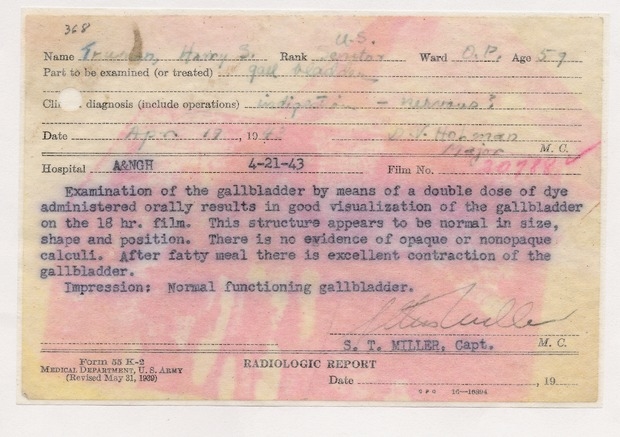 368
U.S.
Name Truman, Harry S. Rank Senator Ward O.P. Age 59
Part to be examined (or treated) gall bladder
diagnosis (include operations) indigestion - nervous?
Date 19
Major M. C.
Hospital A&NGH 4-21-43 Film No.
Examination of the gallbladder by means of a double dose of dye
administered orally results in good visualization of the gallbladder
on the 18 hr. film. This structure appears to be normal in size,
shape and position. There is no evidence of opaque or nonopaque
calculi. After fatty meal there is excellent contraction of the
gallbladder.
Impression: Normal functioning gallbladder.
S. T. MILLER, Capt. M. C.
Form 55 K-2
MEDICAL DEPARTMENT, U. S. ARMY
(Revised May 31, 1939)
RADIOLOGIC REPORT
Date , 19
GPO 16—16994